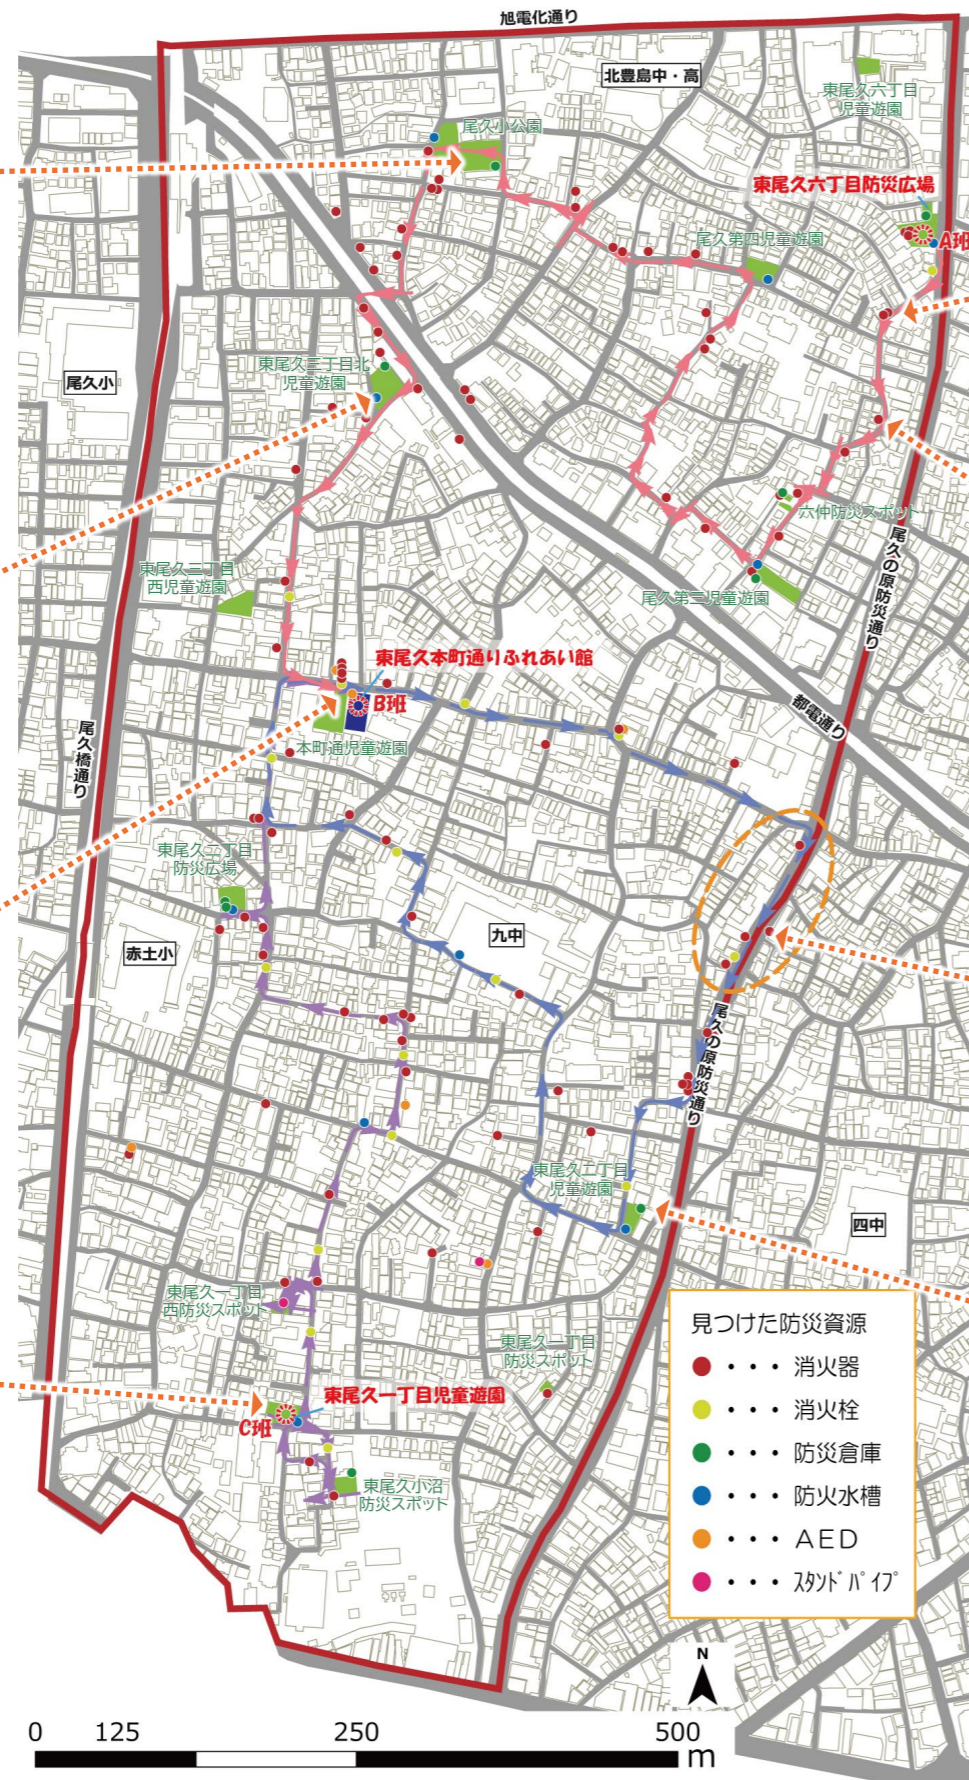 旭電化通り
北豊島中・高
東尾久六丁目
児童遊園
尾久小公園
東尾久六丁目防災広場
A班
尾久第四児童遊園
尾久小
東尾久三丁目北
児童遊園
六仲防災スポット
尾久の原防災通り
東尾久三丁目
西児童遊園
尾久第二児童遊園
東尾久本町通りふれあい館
B班
都電通り
尾久橋通り
本町通児童遊園
東尾久二丁目
防災広場
赤土小
九中
尾久の原防災通り
東尾久二丁目
児童遊園
四中
東尾久一丁目
西防災スポット
東尾久一丁目
防災スポット
東尾久一丁目児童遊園
C班
東尾久小沼
防災スポット
見つけた防災資源
・・・ 消火器
・・・ 消火栓
・・・ 防災倉庫
・・・ 防火水槽
・・・ ＡＥＤ
・・・ ｽﾀﾝﾄﾞﾊﾟｲﾌﾟ
N
0 125 250 500
m